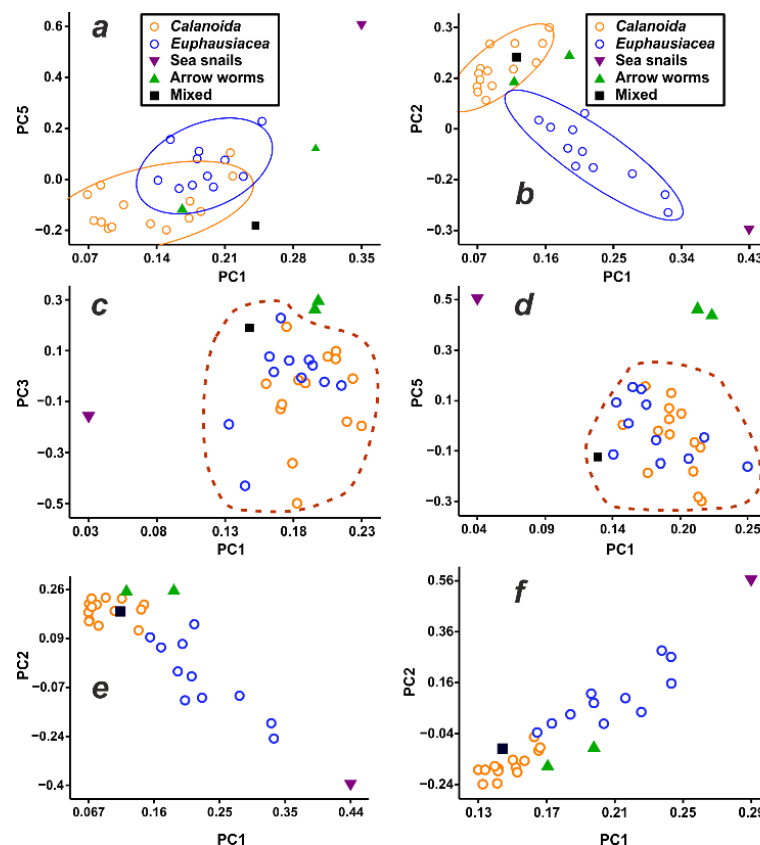 a
Calanoida
Euphausiacea
Sea snails
Arrow worms
Mixed
PC5
0.6
0.4
0.2
0.0
−0.2
0.07
0.14
0.21
0.28
0.35
PC1
b
Calanoida
Euphausiacea
Sea snails
Arrow worms
Mixed
PC2
0.3
0.2
0
−0.2
−0.3
0.07
0.16
0.25
0.34
0.43
PC1
c
PC3
0.3
0.1
−0.1
−0.3
−0.5
0.03
0.08
0.13
0.18
0.23
PC1
d
PC5
0.5
0.3
0.1
−0.1
−0.3
0.04
0.09
0.14
0.20
0.25
PC1
e
PC2
0.26
0.09
−0.07
−0.24
−0.4
0.067
0.16
0.25
0.35
0.44
PC1
f
PC2
0.56
0.36
0.16
−0.04
−0.24
0.13
0.17
0.21
0.25
0.29
PC1